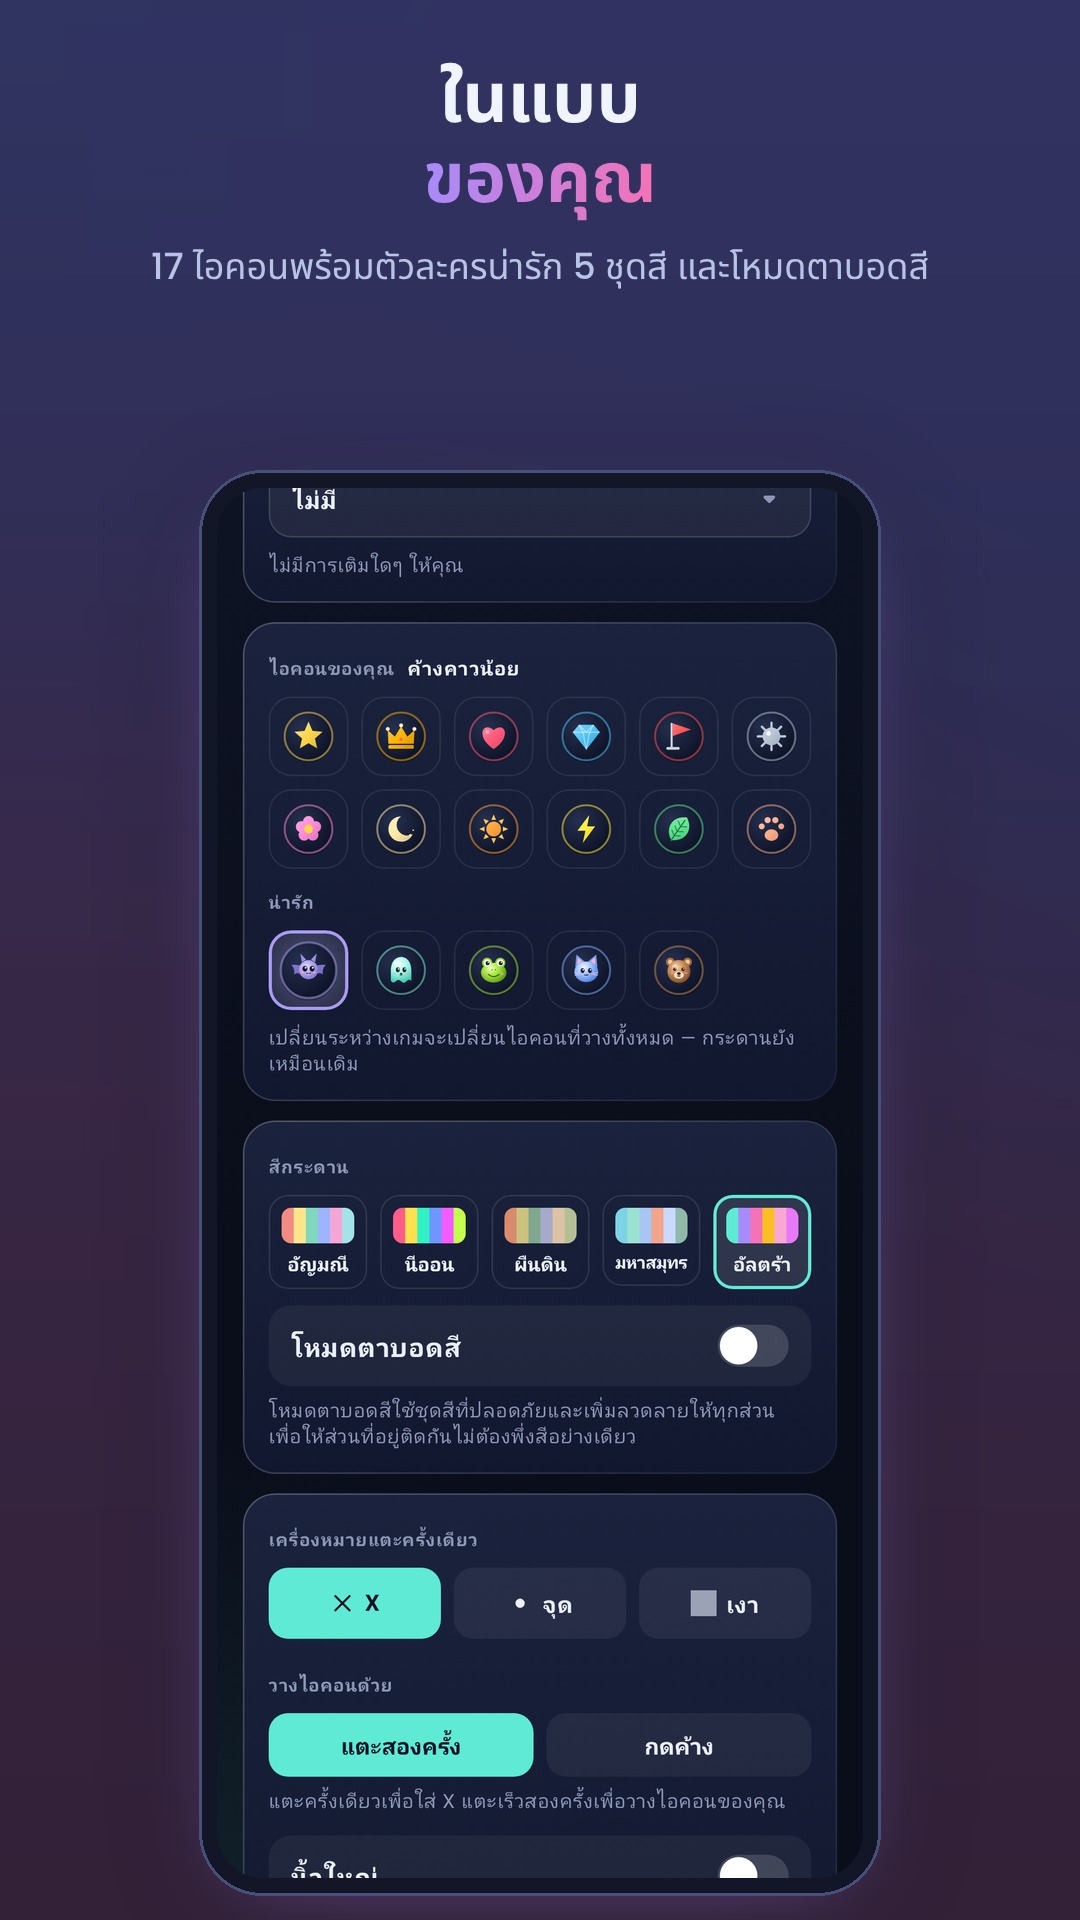 ในแบบ
ของคุณ
17 ไอคอนพร้อมตัวละครน่ารัก 5 ชุดสี และโหมดตาบอดสี
ไม่มี
ไม่มีการเติมใดๆ ให้คุณ
ไอคอนของคุณ ค้างคาวน้อย
น่ารัก
เปลี่ยนระหว่างเกมจะเปลี่ยนไอคอนที่วางทั้งหมด — กระดานยัง
เหมือนเดิม
สีกระดาน
อัญมณี นีออน ผืนดิน มหาสมุทร อัลตร้า
โหมดตาบอดสี
โหมดตาบอดสีใช้ชุดสีที่ปลอดภัยและเพิ่มลวดลายให้ทุกส่วน
เพื่อให้ส่วนที่อยู่ติดกันไม่ต้องพึ่งสีอย่างเดียว
เครื่องหมายแตะครั้งเดียว
X จุด เงา
วางไอคอนด้วย
แตะสองครั้ง กดค้าง
แตะครั้งเดียวเพื่อใส่ X แตะเร็วสองครั้งเพื่อวางไอคอนของคุณ
นิ้วใหญ่